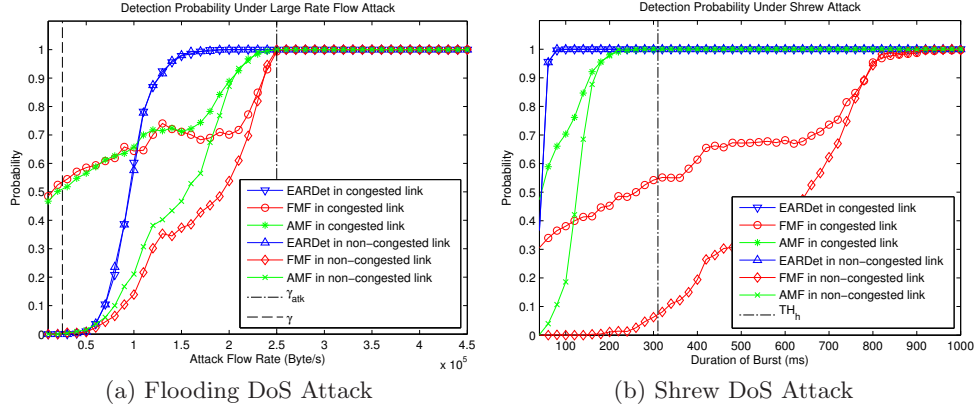 Detection Probability Under Large Rate Flow Attack
1
0.9
0.8
0.7
0.6
0.5
0.4
0.3
0.2
0.1
0
Probability
EARDet in congested link
FMF in congested link
AMF in congested link
EARDet in non-congested link
FMF in non-congested link
AMF in non-congested link
γatk
γ
0.5 1 1.5 2 2.5 3 3.5 4 4.5
Attack Flow Rate (Byte/s)
x 10^5
(a) Flooding DoS Attack
Detection Probability Under Shrew Attack
1
0.9
0.8
0.7
0.6
0.5
0.4
0.3
0.2
0.1
0
Probability
EARDet in congested link
FMF in congested link
AMF in congested link
EARDet in non-congested link
FMF in non-congested link
AMF in non-congested link
THh
100 200 300 400 500 600 700 800 900 1000
Duration of Burst (ms)
(b) Shrew DoS Attack